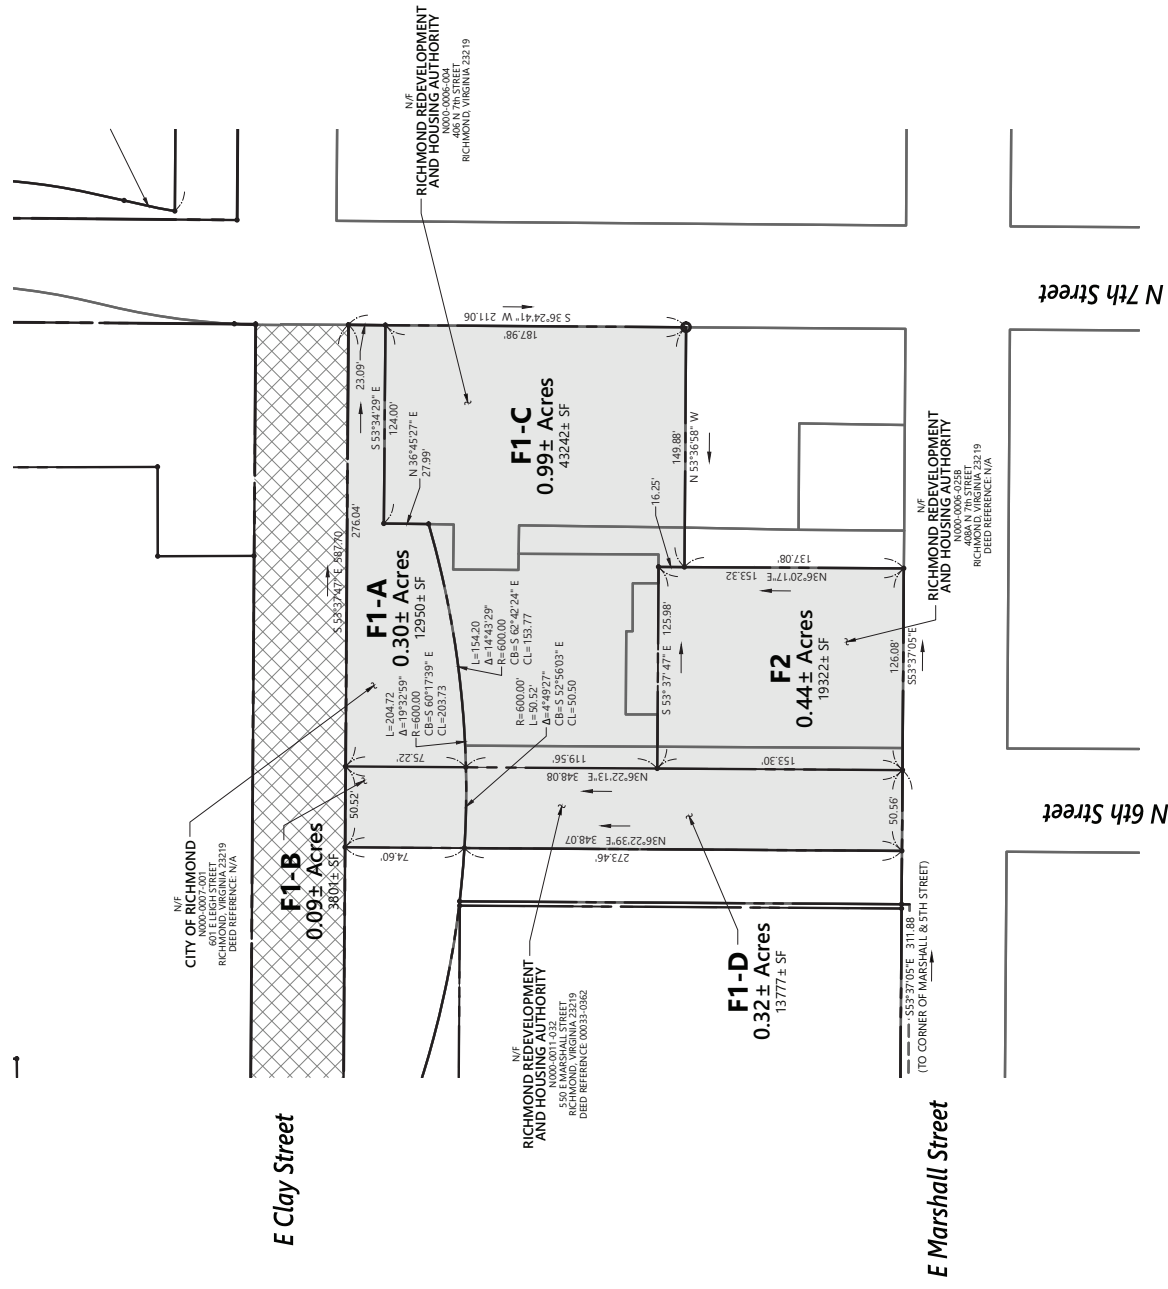 N/F
RICHMOND REDEVELOPMENT
AND HOUSING AUTHORITY
N000-0006-004
406 N 7th STREET
RICHMOND, VIRGINIA 23219
N 7th Street
S 36°24'41" W 211.06
187.98'
23.09'
S 53°34'29" E
124.00'
N 36°45'27" E
27.99'
F1-C
0.99± Acres
43242± SF
149.88'
N 53°36'58" W
16.25'
N/F
RICHMOND REDEVELOPMENT
AND HOUSING AUTHORITY
N000-0006-025B
408A N 7th STREET
RICHMOND, VIRGINIA 23219
DEED REFERENCE: N/A
276.04'
S 53°37'47" E 587.70
F1-A
0.30± Acres
12950± SF
L=154.20
Δ=14°43'29"
R=600.00
CB=S 62°42'24" E
CL=153.77
L=204.72
Δ=19°32'59"
R=600.00
CB=S 60°17'39" E
CL=203.73
R=600.00'
L=50.52'
Δ=4°49'27"
CB=S 52°56'03" E
CL=50.50
137.08'
N36°20'17"E 153.32
S 53° 37' 47" E 125.98'
F2
0.44± Acres
19322± SF
126.08'
S53°37'05"E
75.22'
119.56'
153.30'
N36°22'13"E 348.08
50.52'
50.56'
N36°22'39"E 348.07
74.60'
273.46'
N 6th Street
N/F
CITY OF RICHMOND
N000-0007-001
601 E LEIGH STREET
RICHMOND, VIRGINIA 23219
DEED REFERENCE: N/A
F1-B
0.09± Acres
3801± SF
N/F
RICHMOND REDEVELOPMENT
AND HOUSING AUTHORITY
N000-0011-032
550 E MARSHALL STREET
RICHMOND, VIRGINIA 23219
DEED REFERENCE: 00033-0362
F1-D
0.32± Acres
13777± SF
S53°37'05"E 311.88
(TO CORNER OF MARSHALL & 5TH STREET)
E Clay Street
E Marshall Street